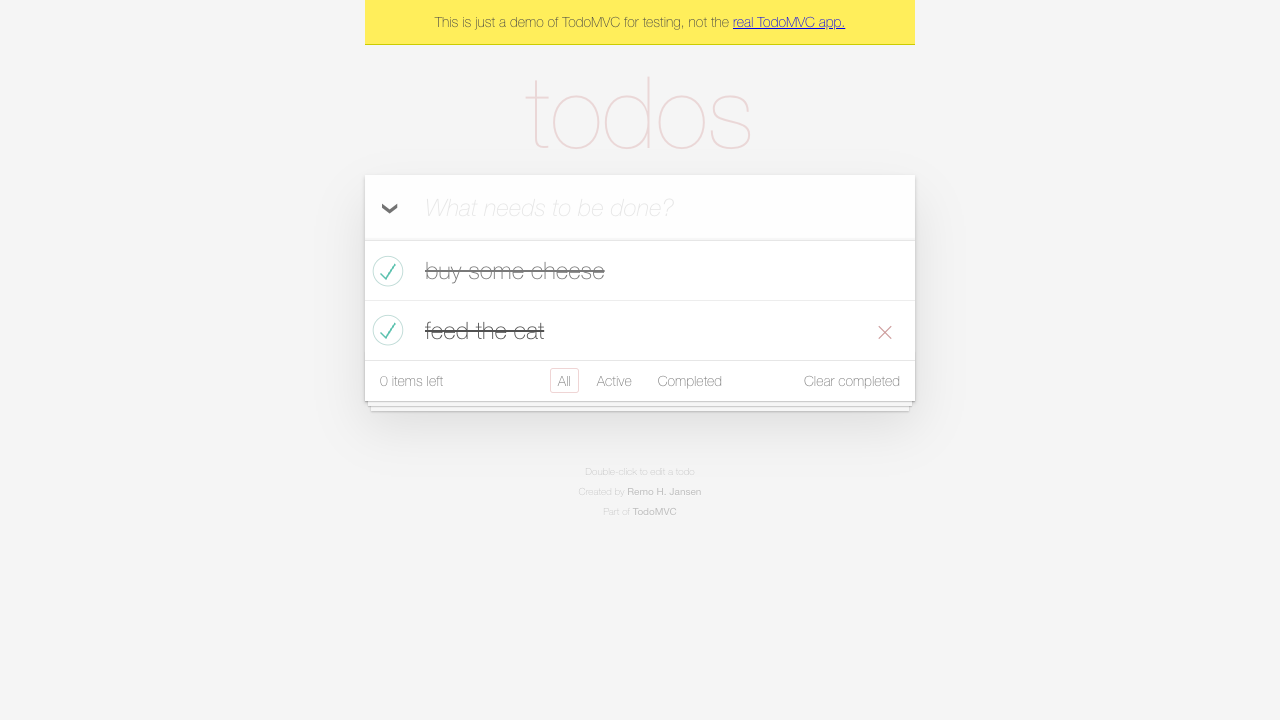 This is just a demo of TodoMVC for testing, not the real TodoMVC app.
todos
What needs to be done?
buy some cheese
feed the cat
0 items left All Active Completed Clear completed
Double-click to edit a todo
Created by Remo H. Jansen
Part of TodoMVC